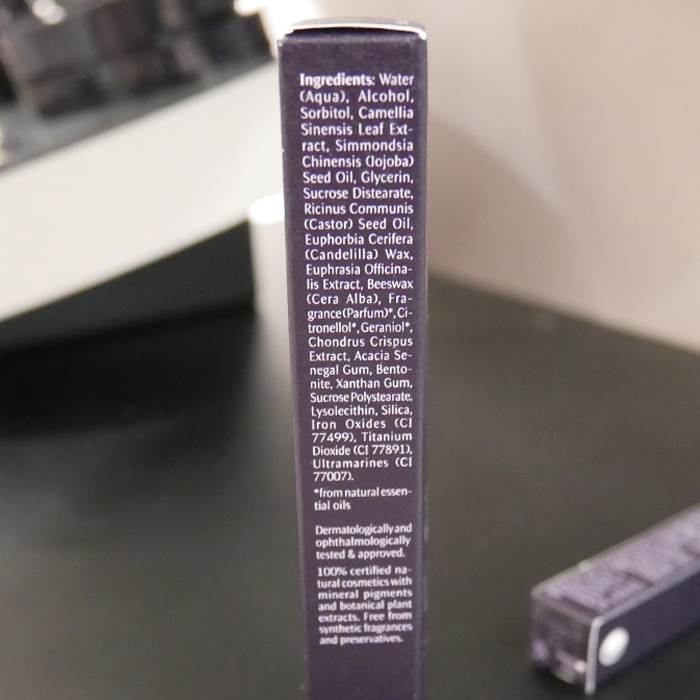 Ingredients: Water
(Aqua), Alcohol,
Sorbitol, Camellia
Sinensis Leaf Ext-
ract, Simmondsia
Chinensis (Jojoba)
Seed Oil, Glycerin,
Sucrose Distearate,
Ricinus Communis
(Castor) Seed Oil,
Euphorbia Cerifera
(Candelilla) Wax,
Euphrasia Officina-
lis Extract, Beeswax
(Cera Alba), Fra-
grance(Parfum)*,Ci-
tronellol*,Geraniol*,
Chondrus Crispus
Extract, Acacia Se-
negal Gum, Bento-
nite, Xanthan Gum,
Sucrose Polystearate,
Lysolecithin, Silica,
Iron Oxides (CI
77499), Titanium
Dioxide (CI 77891),
Ultramarines (CI
77007).
*from natural essen-
tial oils
Dermatologically and
ophthalmologically
tested & approved.
100% certified na-
tural cosmetics with
mineral pigments
and botanical plant
extracts. Free from
synthetic fragrances
and preservatives.